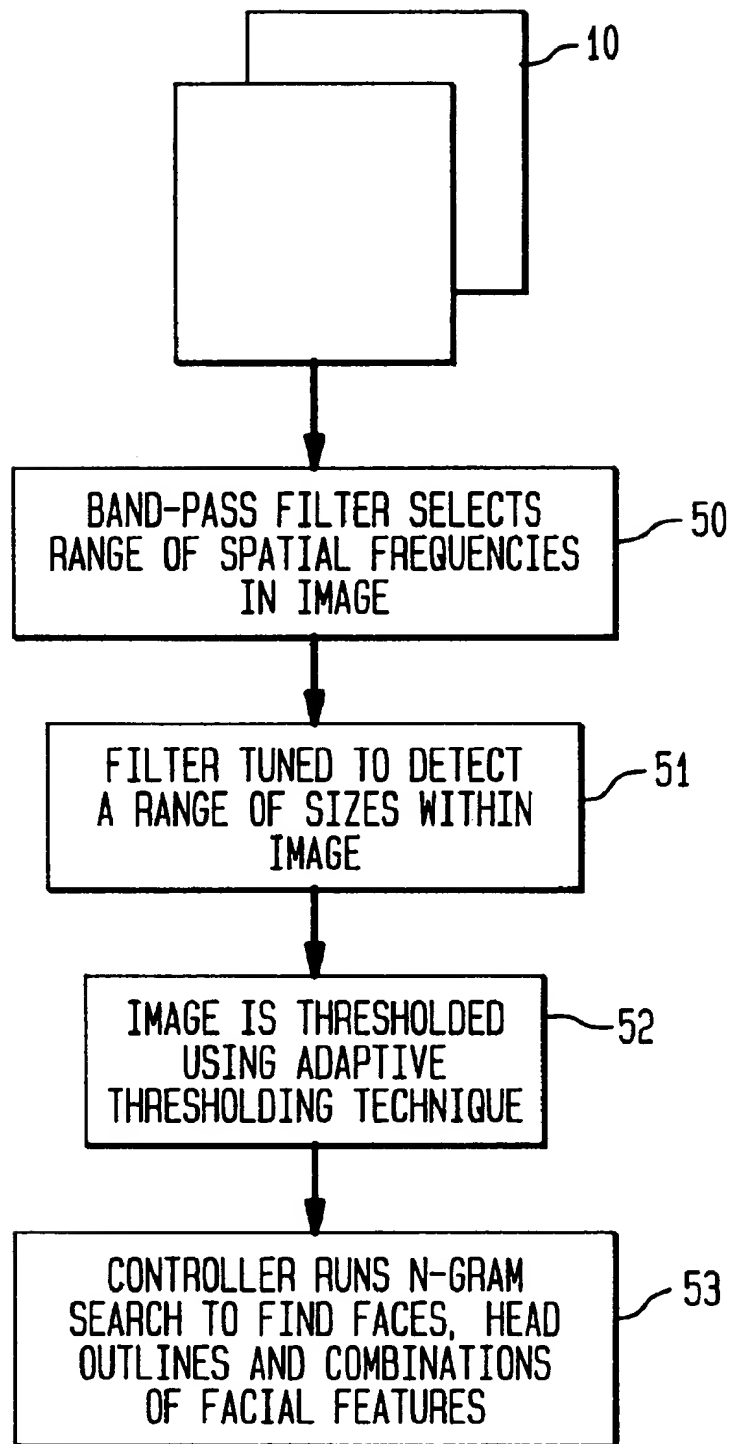 10
BAND-PASS FILTER SELECTS
RANGE OF SPATIAL FREQUENCIES
IN IMAGE
50
FILTER TUNED TO DETECT
A RANGE OF SIZES WITHIN
IMAGE
51
IMAGE IS THRESHOLDED
USING ADAPTIVE
THRESHOLDING TECHNIQUE
52
CONTROLLER RUNS N-GRAM
SEARCH TO FIND FACES, HEAD
OUTLINES AND COMBINATIONS
OF FACIAL FEATURES
53